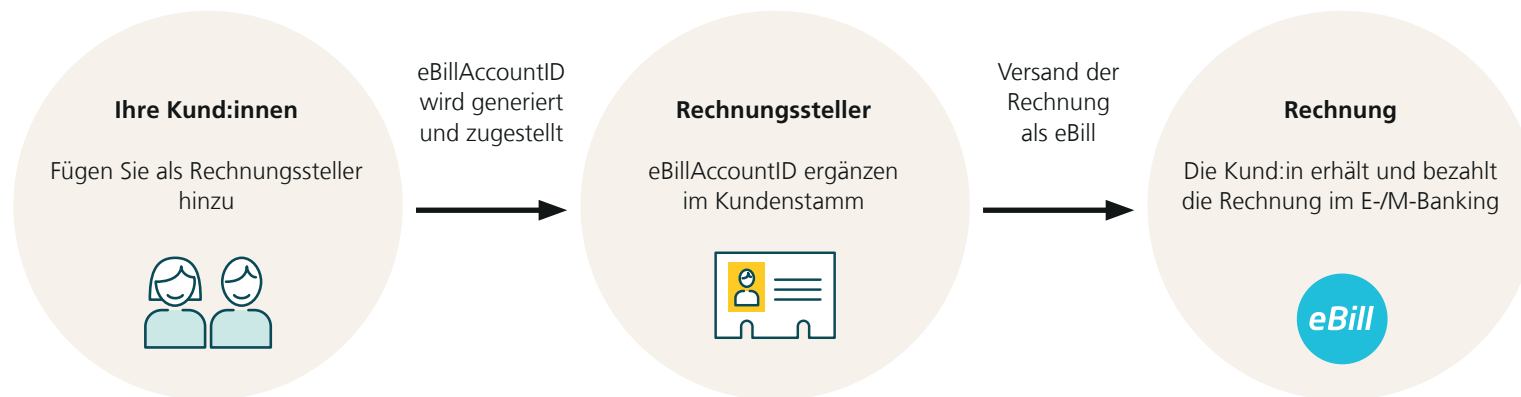 Ihre Kund:innen
Fügen Sie als Rechnungssteller
hinzu
eBillAccountID
wird generiert
und zugestellt
Rechnungssteller
eBillAccountID ergänzen
im Kundenstamm
Versand der
Rechnung
als eBill
Rechnung
Die Kund:in erhält und bezahlt
die Rechnung im E-/M-Banking
eBill